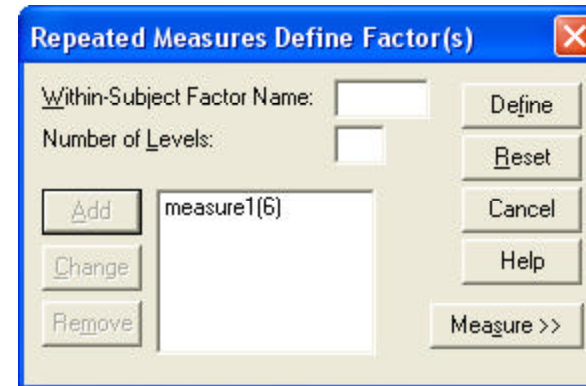 Repeated Measures Define Factor(s)
Within-Subject Factor Name:
Define
Number of Levels:
Reset
Add
measure1(6)
Cancel
Change
Help
Remove
Measure >>